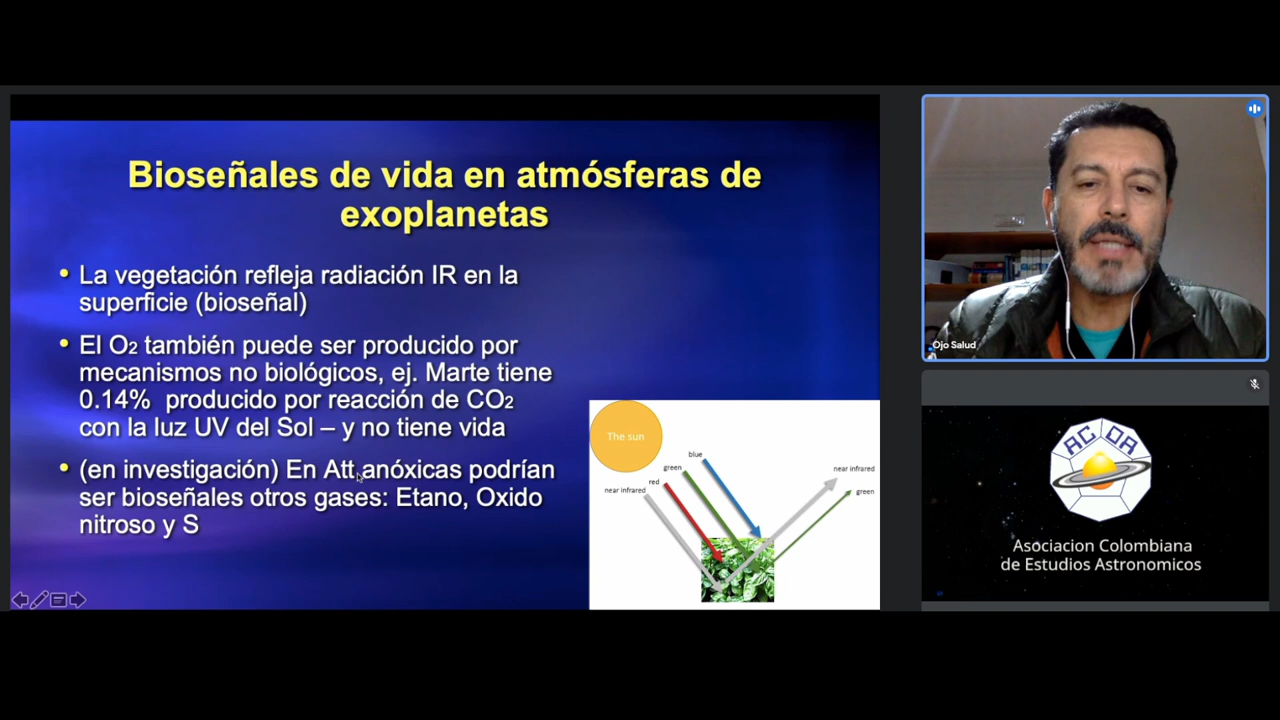 Bioseñales de vida en atmósferas de
exoplanetas
• La vegetación refleja radiación IR en la
superficie (bioseñal)
• El O2 también puede ser producido por
mecanismos no biológicos, ej. Marte tiene
0.14% producido por reacción de CO2
con la luz UV del Sol – y no tiene vida
• (en investigación) En Att anóxicas podrían
ser bioseñales otros gases: Etano, Oxido
nitroso y S
The sun
blue
green
red
near infrared
near infrared
green
Ojo Salud
ACDA
Asociacion Colombiana
de Estudios Astronomicos